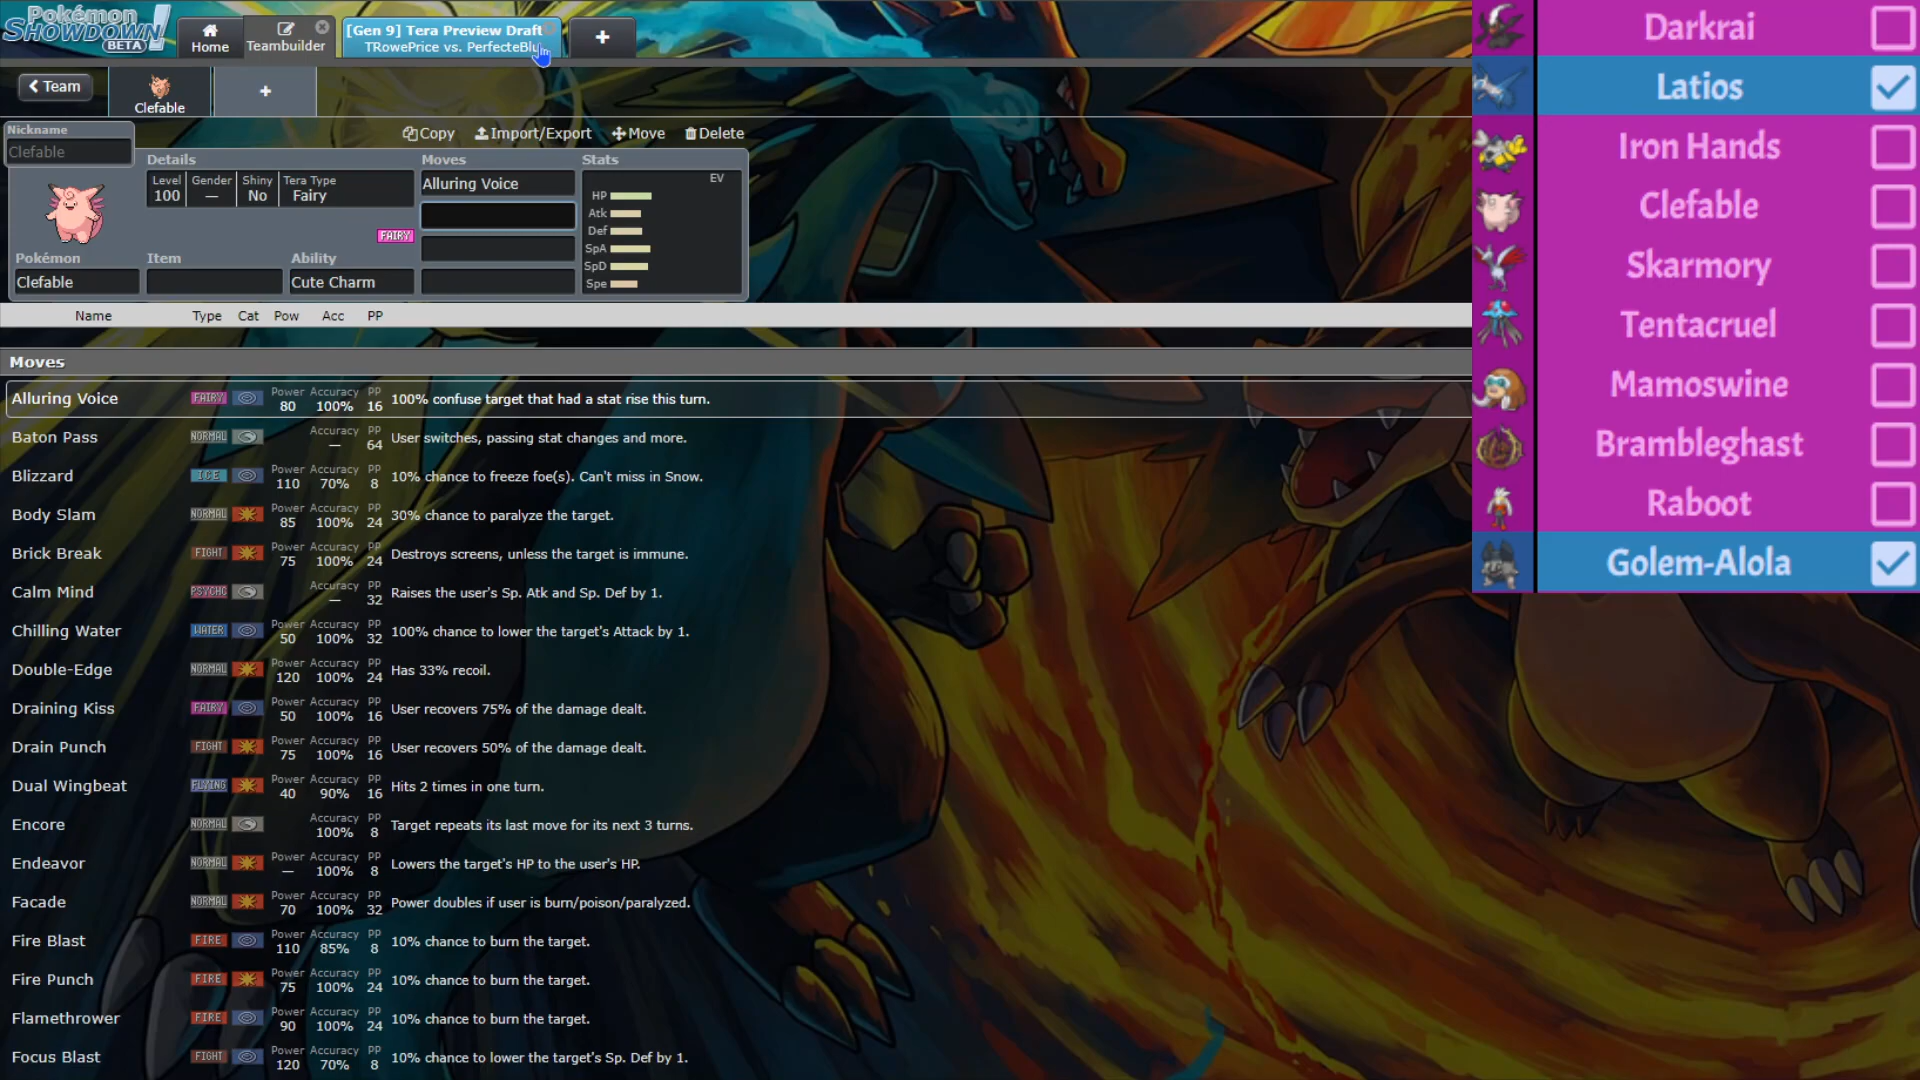 Pokémon
SHOWDOWN!
BETA
Home
Teambuilder
[Gen 9] Tera Preview Draft
TRowePrice vs. PerfecteBlu
Team
Clefable
Nickname
Clefable
Copy Import/Export Move Delete
Details
Level Gender Shiny Tera Type
100 — No Fairy
FAIRY
Pokémon Item Ability
Clefable Cute Charm
Moves
Alluring Voice
Stats
EV
HP
Atk
Def
SpA
SpD
Spe
Name Type Cat Pow Acc PP
Moves
Alluring Voice FAIRY Power 80 Accuracy 100% PP 16 100% confuse target that had a stat rise this turn.
Baton Pass NORMAL Accuracy — PP 64 User switches, passing stat changes and more.
Blizzard ICE Power 110 Accuracy 70% PP 8 10% chance to freeze foe(s). Can't miss in Snow.
Body Slam NORMAL Power 85 Accuracy 100% PP 24 30% chance to paralyze the target.
Brick Break FIGHT Power 75 Accuracy 100% PP 24 Destroys screens, unless the target is immune.
Calm Mind PSYCHC Accuracy — PP 32 Raises the user's Sp. Atk and Sp. Def by 1.
Chilling Water WATER Power 50 Accuracy 100% PP 32 100% chance to lower the target's Attack by 1.
Double-Edge NORMAL Power 120 Accuracy 100% PP 24 Has 33% recoil.
Draining Kiss FAIRY Power 50 Accuracy 100% PP 16 User recovers 75% of the damage dealt.
Drain Punch FIGHT Power 75 Accuracy 100% PP 16 User recovers 50% of the damage dealt.
Dual Wingbeat FLYING Power 40 Accuracy 90% PP 16 Hits 2 times in one turn.
Encore NORMAL Accuracy 100% PP 8 Target repeats its last move for its next 3 turns.
Endeavor NORMAL Power — Accuracy 100% PP 8 Lowers the target's HP to the user's HP.
Facade NORMAL Power 70 Accuracy 100% PP 32 Power doubles if user is burn/poison/paralyzed.
Fire Blast FIRE Power 110 Accuracy 85% PP 8 10% chance to burn the target.
Fire Punch FIRE Power 75 Accuracy 100% PP 24 10% chance to burn the target.
Flamethrower FIRE Power 90 Accuracy 100% PP 24 10% chance to burn the target.
Focus Blast FIGHT Power 120 Accuracy 70% PP 8 10% chance to lower the target's Sp. Def by 1.
Darkrai
Latios
Iron Hands
Clefable
Skarmory
Tentacruel
Mamoswine
Brambleghast
Raboot
Golem-Alola